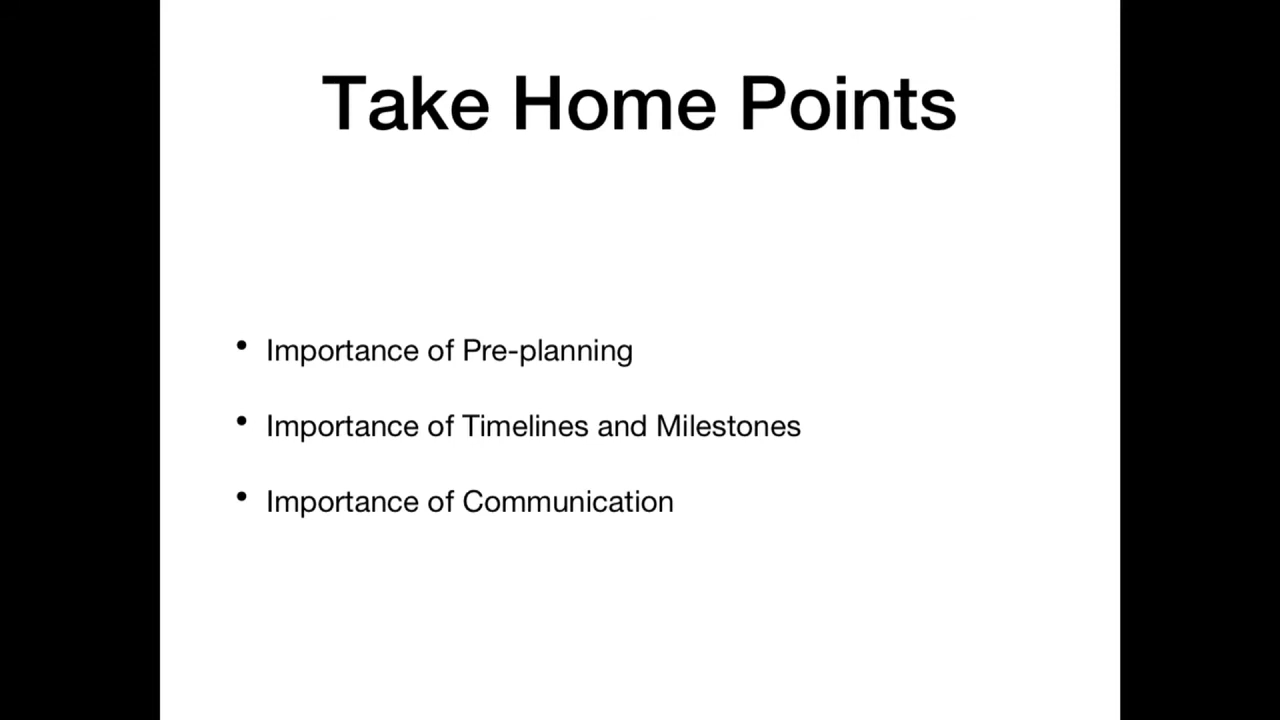 Take Home Points
• Importance of Pre-planning
• Importance of Timelines and Milestones
• Importance of Communication